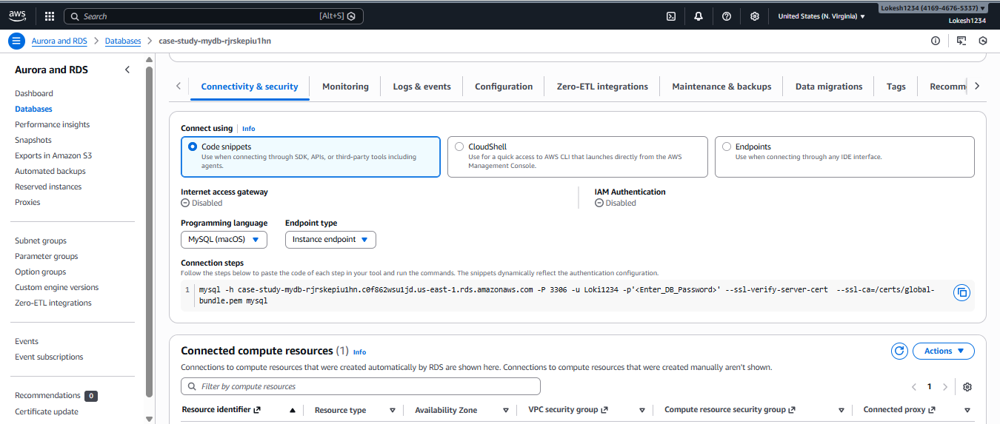 aws
Search [Alt+S]
United States (N. Virginia)
Lokesh1234 (4169-4676-5337)
Lokesh1234
Aurora and RDS > Databases > case-study-mydb-rjrskepiu1hn
Aurora and RDS
Dashboard
Databases
Performance insights
Snapshots
Exports in Amazon S3
Automated backups
Reserved instances
Proxies
Subnet groups
Parameter groups
Option groups
Custom engine versions
Zero-ETL integrations
Events
Event subscriptions
Recommendations 0
Certificate update
Connectivity & security Monitoring Logs & events Configuration Zero-ETL integrations Maintenance & backups Data migrations Tags Recomm
Connect using Info
Code snippets
Use when connecting through SDK, APIs, or third-party tools including
agents.
CloudShell
Use for a quick access to AWS CLI that launches directly from the AWS
Management Console.
Endpoints
Use when connecting through any IDE interface.
Internet access gateway
Disabled
IAM Authentication
Disabled
Programming language
MySQL (macOS)
Endpoint type
Instance endpoint
Connection steps
Follow the steps below to paste the code of each step in your tool and run the commands. The snippets dynamically reflect the authentication configuration.
1 mysql -h case-study-mydb-rjrskepiu1hn.c0f862wsu1jd.us-east-1.rds.amazonaws.com -P 3306 -u Loki1234 -p'<Enter_DB_Password>' --ssl-verify-server-cert --ssl-ca=/certs/global-
bundle.pem mysql
Connected compute resources (1) Info
Actions
Connections to compute resources that were created automatically by RDS are shown here. Connections to compute resources that were created manually aren't shown.
Filter by compute resources
1
Resource identifier Resource type Availability Zone VPC security group Compute resource security group Connected proxy